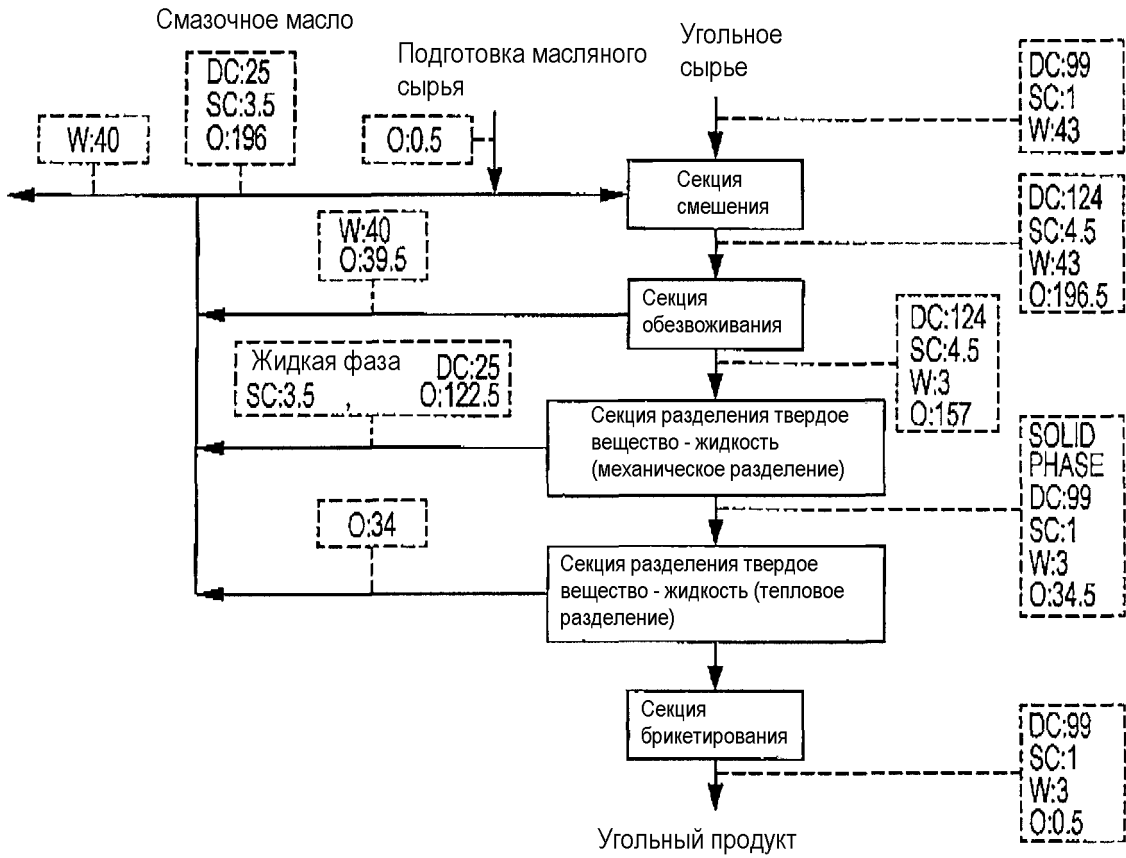 Смазочное масло
DC:25
SC:3.5
O:196
W:40
Подготовка масляного
сырья
O:0.5
Угольное
сырье
DC:99
SC:1
W:43
Секция
смешения
DC:124
SC:4.5
W:43
O:196.5
W:40
O:39.5
Секция
обезвоживания
DC:124
SC:4.5
W:3
O:157
Жидкая фаза DC:25
SC:3.5 , O:122.5
Секция разделения твердое
вещество - жидкость
(механическое разделение)
SOLID
PHASE
DC:99
SC:1
W:3
O:34.5
O:34
Секция разделения твердое
вещество - жидкость (тепловое
разделение)
Секция
брикетирования
DC:99
SC:1
W:3
O:0.5
Угольный продукт